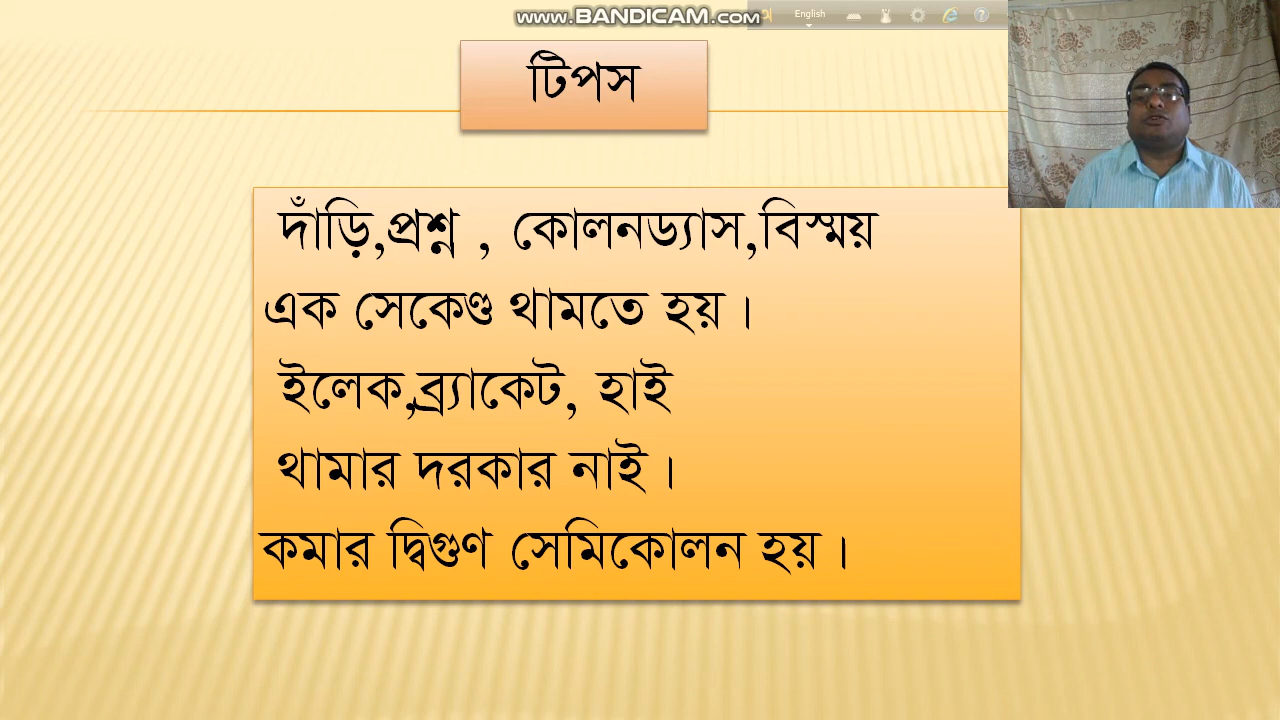 www.BANDICAM.com
English
টিপস
দাঁড়ি,প্রশ্ন , কোলনড্যাস,বিস্ময়
এক সেকেণ্ড থামতে হয় ।
ইলেক,ব্র্যাকেট, হাই
থামার দরকার নাই ।
কমার দ্বিগুণ সেমিকোলন হয় ।